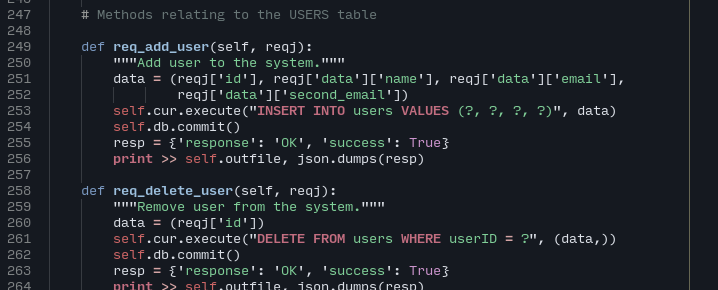 246
247 # Methods relating to the USERS table
248
249 def req_add_user(self, reqj):
250 """Add user to the system."""
251 data = (reqj['id'], reqj['data']['name'], reqj['data']['email'],
252 reqj['data']['second_email'])
253 self.cur.execute("INSERT INTO users VALUES (?, ?, ?, ?)", data)
254 self.db.commit()
255 resp = {'response': 'OK', 'success': True}
256 print >> self.outfile, json.dumps(resp)
257
258 def req_delete_user(self, reqj):
259 """Remove user from the system."""
260 data = (reqj['id'])
261 self.cur.execute("DELETE FROM users WHERE userID = ?", (data,))
262 self.db.commit()
263 resp = {'response': 'OK', 'success': True}
264 print >> self.outfile, json.dumps(resp)